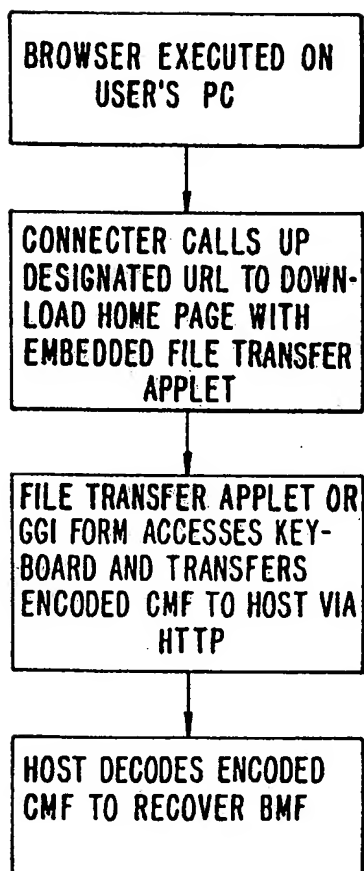 BROWSER EXECUTED ON
USER'S PC
CONNECTER CALLS UP
DESIGNATED URL TO DOWN-
LOAD HOME PAGE WITH
EMBEDDED FILE TRANSFER
APPLET
FILE TRANSFER APPLET OR
GGI FORM ACCESSES KEY-
BOARD AND TRANSFERS
ENCODED CMF TO HOST VIA
HTTP
HOST DECODES ENCODED
CMF TO RECOVER BMF